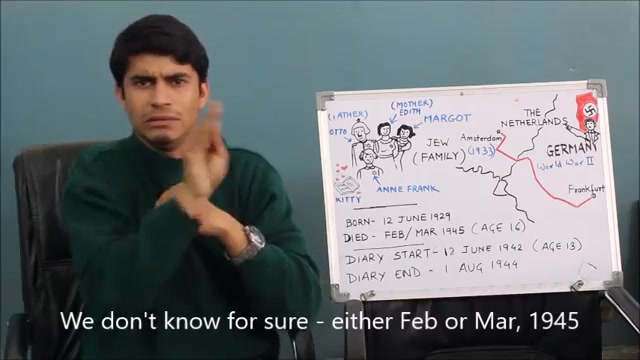 (FATHER)
OTTO
(MOTHER)
EDITH
MARGOT
JEW
(FAMILY)
ANNE FRANK
KITTY
THE
NETHERLANDS
Amsterdam
(1933)
GERMANY
World War II
Frankfurt
BORN- 12 JUNE 1929
DIED - FEB/MAR 1945 (AGE 16)
DIARY START- 12 JUNE 1942 (AGE 13)
DIARY END - 1 AUG 1944
We don't know for sure - either Feb or Mar, 1945